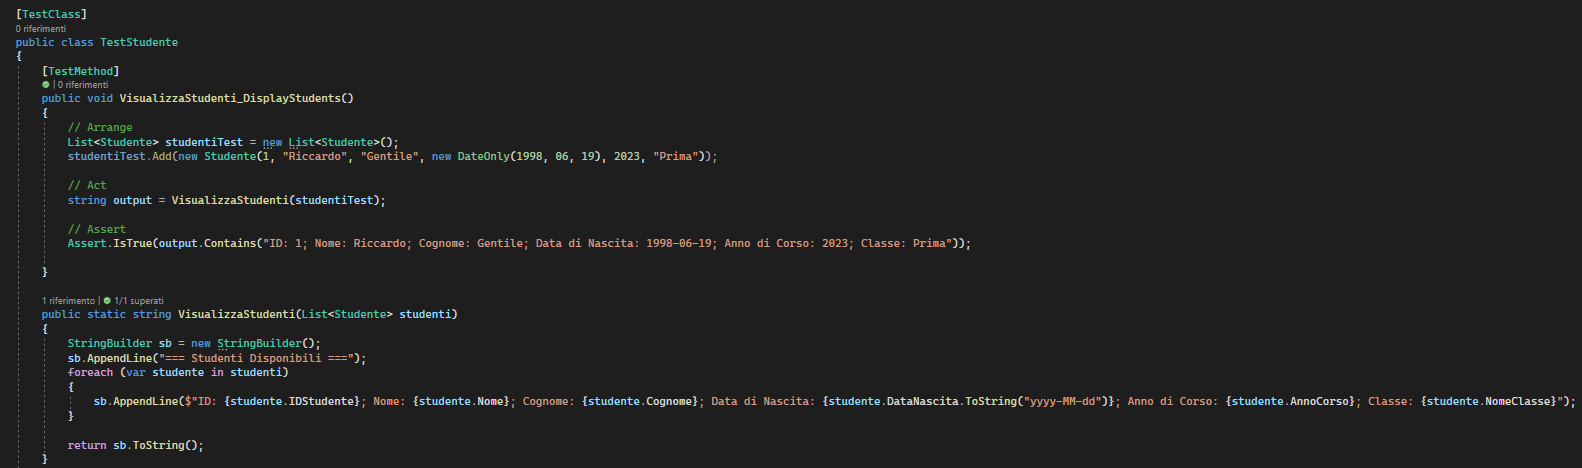 [TestClass]
0 riferimenti
public class TestStudente
{
[TestMethod]
| 0 riferimenti
public void VisualizzaStudenti_DisplayStudents()
{
// Arrange
List<Studente> studentiTest = new List<Studente>();
studentiTest.Add(new Studente(1, "Riccardo", "Gentile", new DateOnly(1998, 06, 19), 2023, "Prima"));
// Act
string output = VisualizzaStudenti(studentiTest);
// Assert
Assert.IsTrue(output.Contains("ID: 1; Nome: Riccardo; Cognome: Gentile; Data di Nascita: 1998-06-19; Anno di Corso: 2023; Classe: Prima"));
}
1 riferimento | 1/1 superati
public static string VisualizzaStudenti(List<Studente> studenti)
{
StringBuilder sb = new StringBuilder();
sb.AppendLine("=== Studenti Disponibili ===");
foreach (var studente in studenti)
{
sb.AppendLine($"ID: {studente.IDStudente}; Nome: {studente.Nome}; Cognome: {studente.Cognome}; Data di Nascita: {studente.DataNascita.ToString("yyyy-MM-dd")}; Anno di Corso: {studente.AnnoCorso}; Classe: {studente.NomeClasse}");
}
return sb.ToString();
}